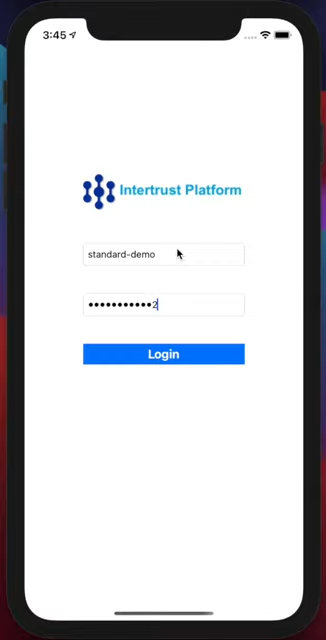 3:45
Intertrust Platform
standard-demo
•••••••••••2
Login